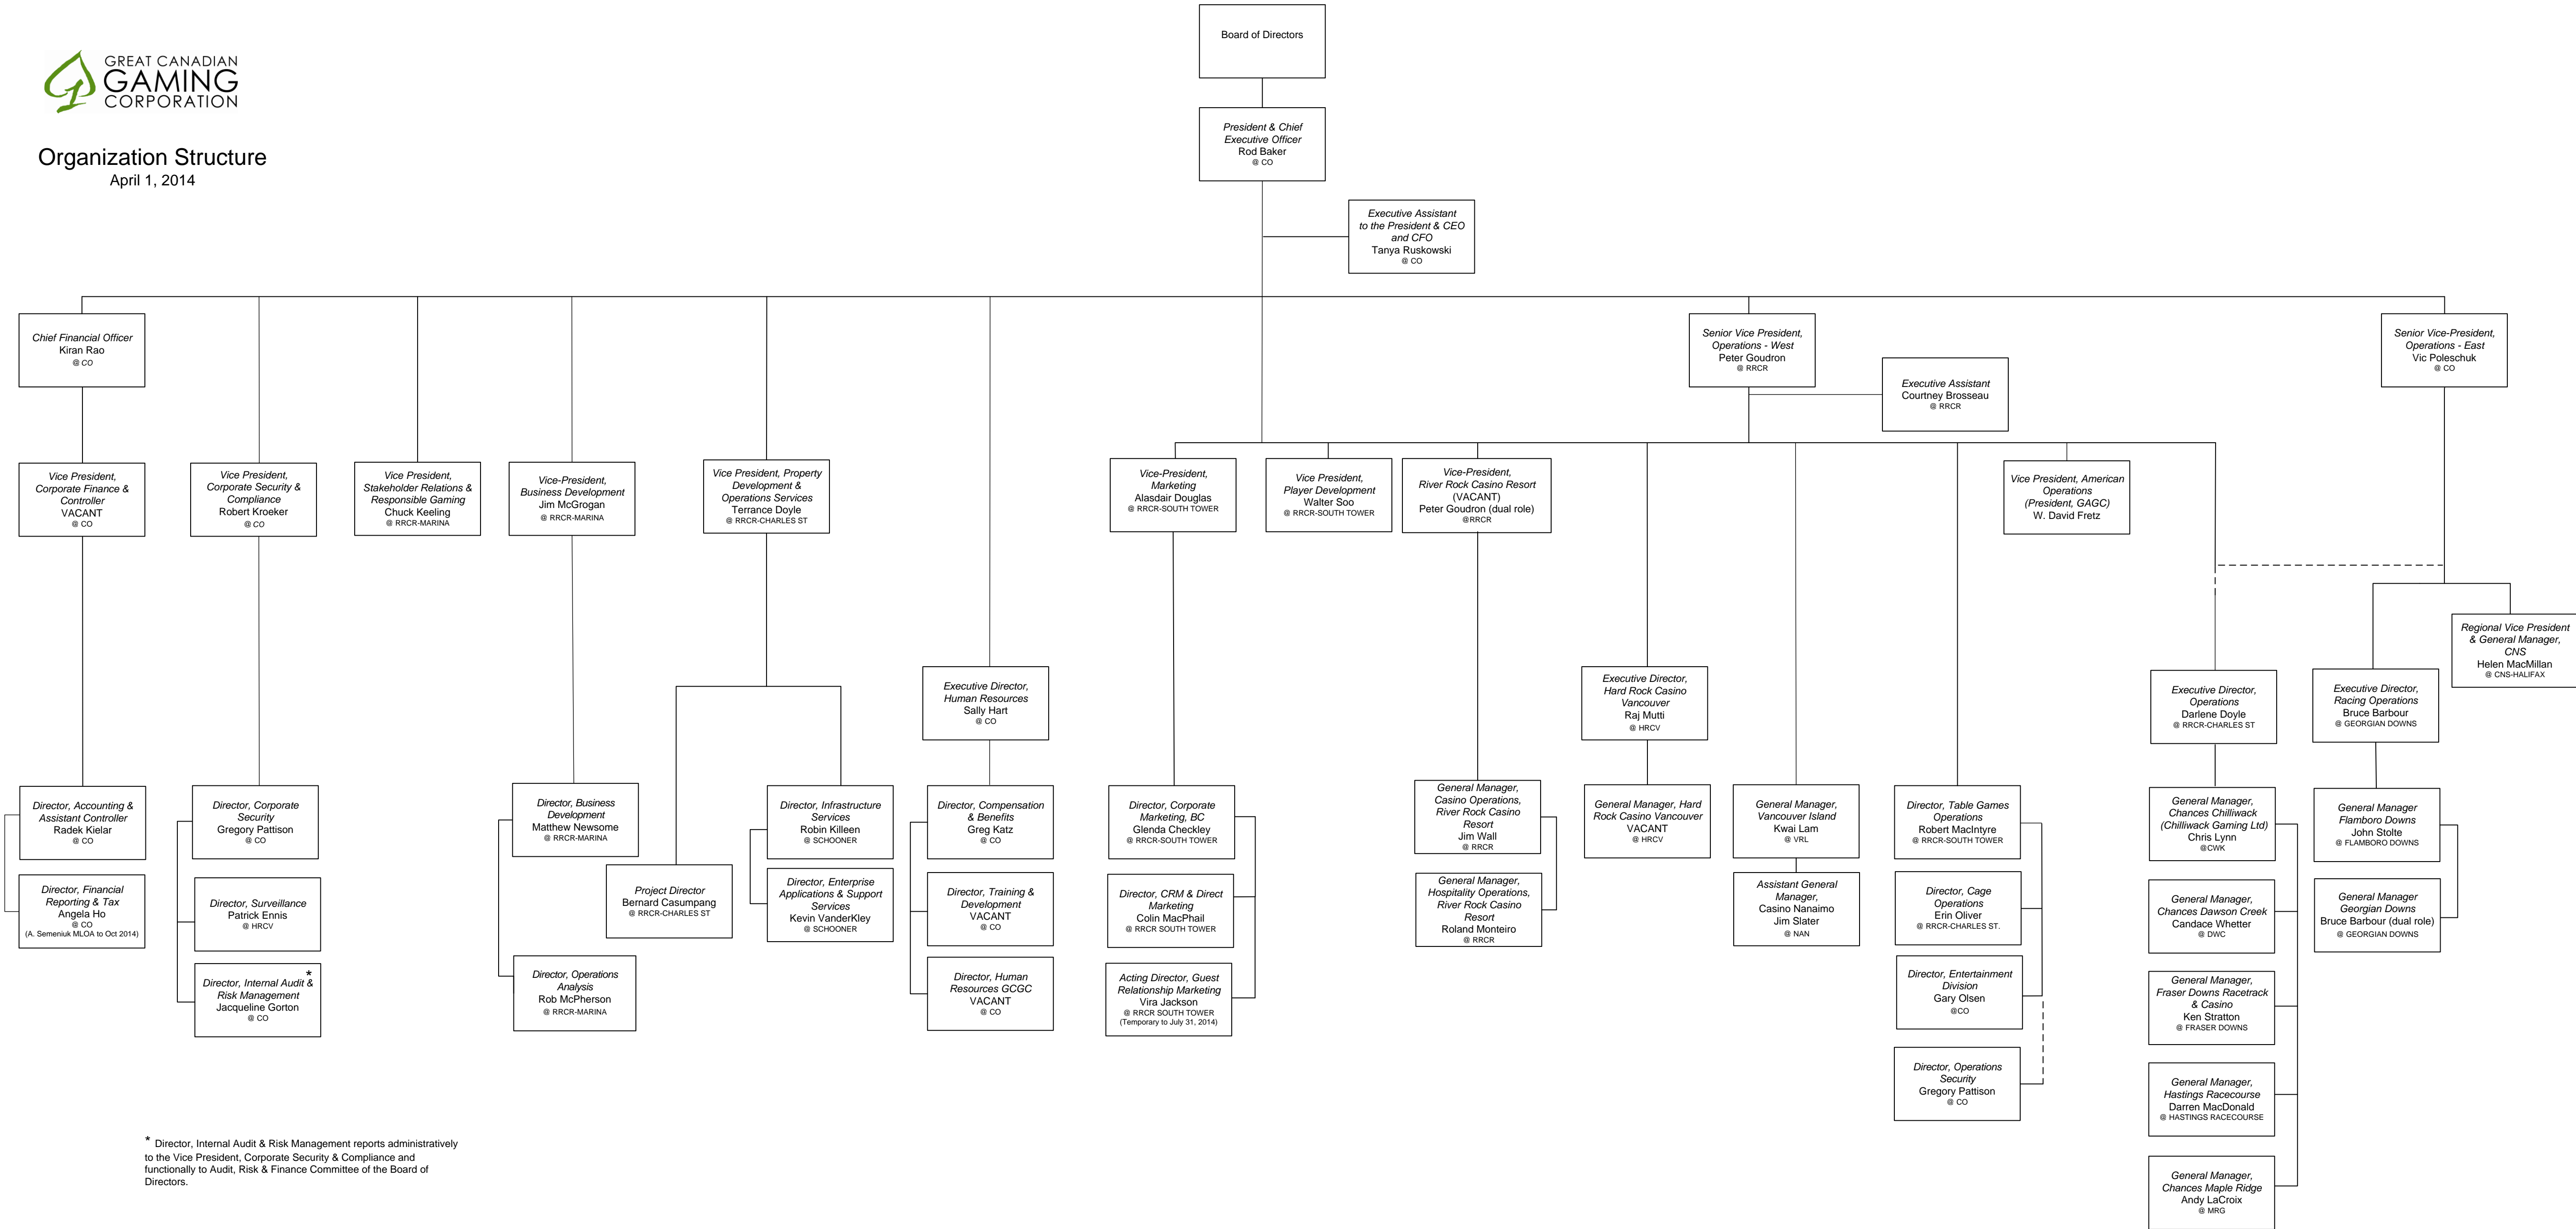 GREAT CANADIAN
GAMING
CORPORATION
Organization Structure
April 1, 2014
Board of Directors
President & Chief
Executive Officer
Rod Baker
@ CO
Executive Assistant
to the President & CEO
and CFO
Tanya Ruskowski
@ CO
Chief Financial Officer
Kiran Rao
@ CO
Senior Vice President,
Operations - West
Peter Goudron
@ RRCR
Executive Assistant
Courtney Brosseau
@ RRCR
Senior Vice-President,
Operations - East
Vic Poleschuk
@ CO
Vice President,
Corporate Finance &
Controller
VACANT
@ CO
Vice President,
Corporate Security &
Compliance
Robert Kroeker
@ CO
Vice President,
Stakeholder Relations &
Responsible Gaming
Chuck Keeling
@ RRCR-MARINA
Vice-President,
Business Development
Jim McGrogan
@ RRCR-MARINA
Vice President, Property
Development &
Operations Services
Terrance Doyle
@ RRCR-CHARLES ST
Vice-President,
Marketing
Alasdair Douglas
@ RRCR-SOUTH TOWER
Vice President,
Player Development
Walter Soo
@ RRCR-SOUTH TOWER
Vice-President,
River Rock Casino Resort
(VACANT)
Peter Goudron (dual role)
@RRCR
Vice President, American
Operations
(President, GAGC)
W. David Fretz
Regional Vice President
& General Manager,
CNS
Helen MacMillan
@ CNS-HALIFAX
Executive Director,
Human Resources
Sally Hart
@ CO
Executive Director,
Hard Rock Casino
Vancouver
Raj Mutti
@ HRCV
Executive Director,
Operations
Darlene Doyle
@ RRCR-CHARLES ST
Executive Director,
Racing Operations
Bruce Barbour
@ GEORGIAN DOWNS
Director, Accounting &
Assistant Controller
Radek Kielar
@ CO
Director, Financial
Reporting & Tax
Angela Ho
@ CO
(A. Semeniuk MLOA to Oct 2014)
Director, Corporate
Security
Gregory Pattison
@ CO
Director, Surveillance
Patrick Ennis
@ HRCV
*
Director, Internal Audit &
Risk Management
Jacqueline Gorton
@ CO
Director, Business
Development
Matthew Newsome
@ RRCR-MARINA
Director, Operations
Analysis
Rob McPherson
@ RRCR-MARINA
Project Director
Bernard Casumpang
@ RRCR-CHARLES ST
Director, Infrastructure
Services
Robin Killeen
@ SCHOONER
Director, Enterprise
Applications & Support
Services
Kevin VanderKley
@ SCHOONER
Director, Compensation
& Benefits
Greg Katz
@ CO
Director, Training &
Development
VACANT
@ CO
Director, Human
Resources GCGC
VACANT
@ CO
Director, Corporate
Marketing, BC
Glenda Checkley
@ RRCR-SOUTH TOWER
Director, CRM & Direct
Marketing
Colin MacPhail
@ RRCR SOUTH TOWER
Acting Director, Guest
Relationship Marketing
Vira Jackson
@ RRCR SOUTH TOWER
(Temporary to July 31, 2014)
General Manager,
Casino Operations,
River Rock Casino
Resort
Jim Wall
@ RRCR
General Manager,
Hospitality Operations,
River Rock Casino
Resort
Roland Monteiro
@ RRCR
General Manager, Hard
Rock Casino Vancouver
VACANT
@ HRCV
General Manager,
Vancouver Island
Kwai Lam
@ VRL
Assistant General
Manager,
Casino Nanaimo
Jim Slater
@ NAN
Director, Table Games
Operations
Robert MacIntyre
@ RRCR-SOUTH TOWER
Director, Cage
Operations
Erin Oliver
@ RRCR-CHARLES ST.
Director, Entertainment
Division
Gary Olsen
@CO
Director, Operations
Security
Gregory Pattison
@ CO
General Manager,
Chances Chilliwack
(Chilliwack Gaming Ltd)
Chris Lynn
@CWK
General Manager,
Chances Dawson Creek
Candace Whetter
@ DWC
General Manager,
Fraser Downs Racetrack
& Casino
Ken Stratton
@ FRASER DOWNS
General Manager,
Hastings Racecourse
Darren MacDonald
@ HASTINGS RACECOURSE
General Manager,
Chances Maple Ridge
Andy LaCroix
@ MRG
General Manager
Flamboro Downs
John Stolte
@ FLAMBORO DOWNS
General Manager
Georgian Downs
Bruce Barbour (dual role)
@ GEORGIAN DOWNS
* Director, Internal Audit & Risk Management reports administratively
to the Vice President, Corporate Security & Compliance and
functionally to Audit, Risk & Finance Committee of the Board of
Directors.